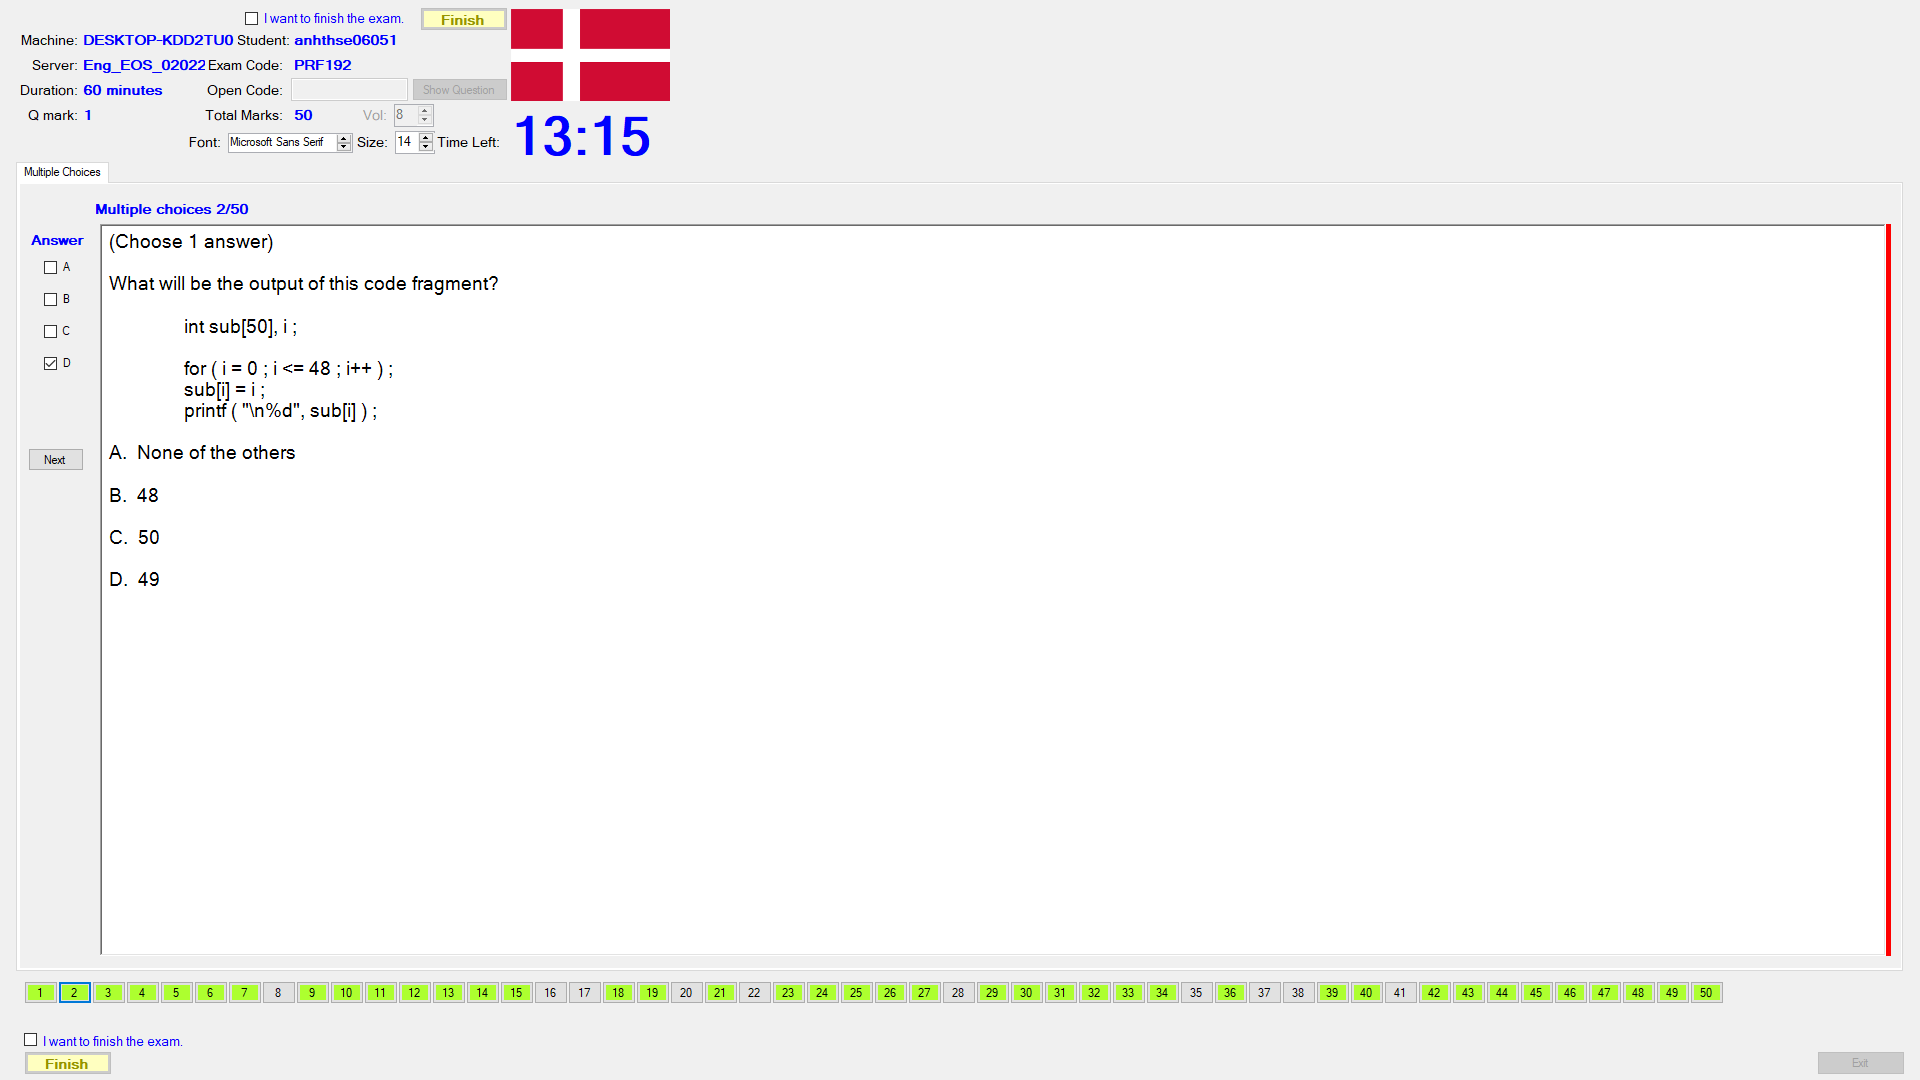 I want to finish the exam.
Finish
Machine: DESKTOP-KDD2TU0 Student: anhthse06051
Server: Eng_EOS_02022 Exam Code: PRF192
Duration: 60 minutes Open Code: Show Question
Q mark: 1 Total Marks: 50 Vol: 8
Font: Microsoft Sans Serif Size: 14 Time Left: 13:15
Multiple Choices
Multiple choices 2/50
Answer
A
B
C
D
Next
(Choose 1 answer)
What will be the output of this code fragment?
int sub[50], i ;
for ( i = 0 ; i <= 48 ; i++ ) ;
sub[i] = i ;
printf ( "\n%d", sub[i] ) ;
A. None of the others
B. 48
C. 50
D. 49
1 2 3 4 5 6 7 8 9 10 11 12 13 14 15 16 17 18 19 20 21 22 23 24 25 26 27 28 29 30 31 32 33 34 35 36 37 38 39 40 41 42 43 44 45 46 47 48 49 50
I want to finish the exam.
Finish
Exit